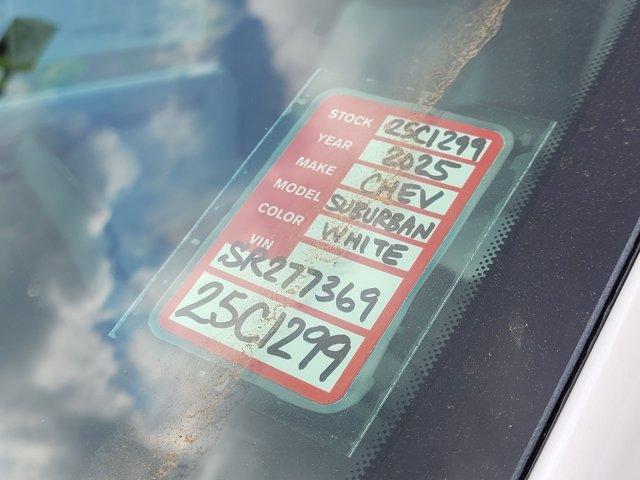 STOCK 25C1299
YEAR 2025
MAKE CHEV
MODEL SUBURBAN
COLOR WHITE
VIN
SR277369
25C1299